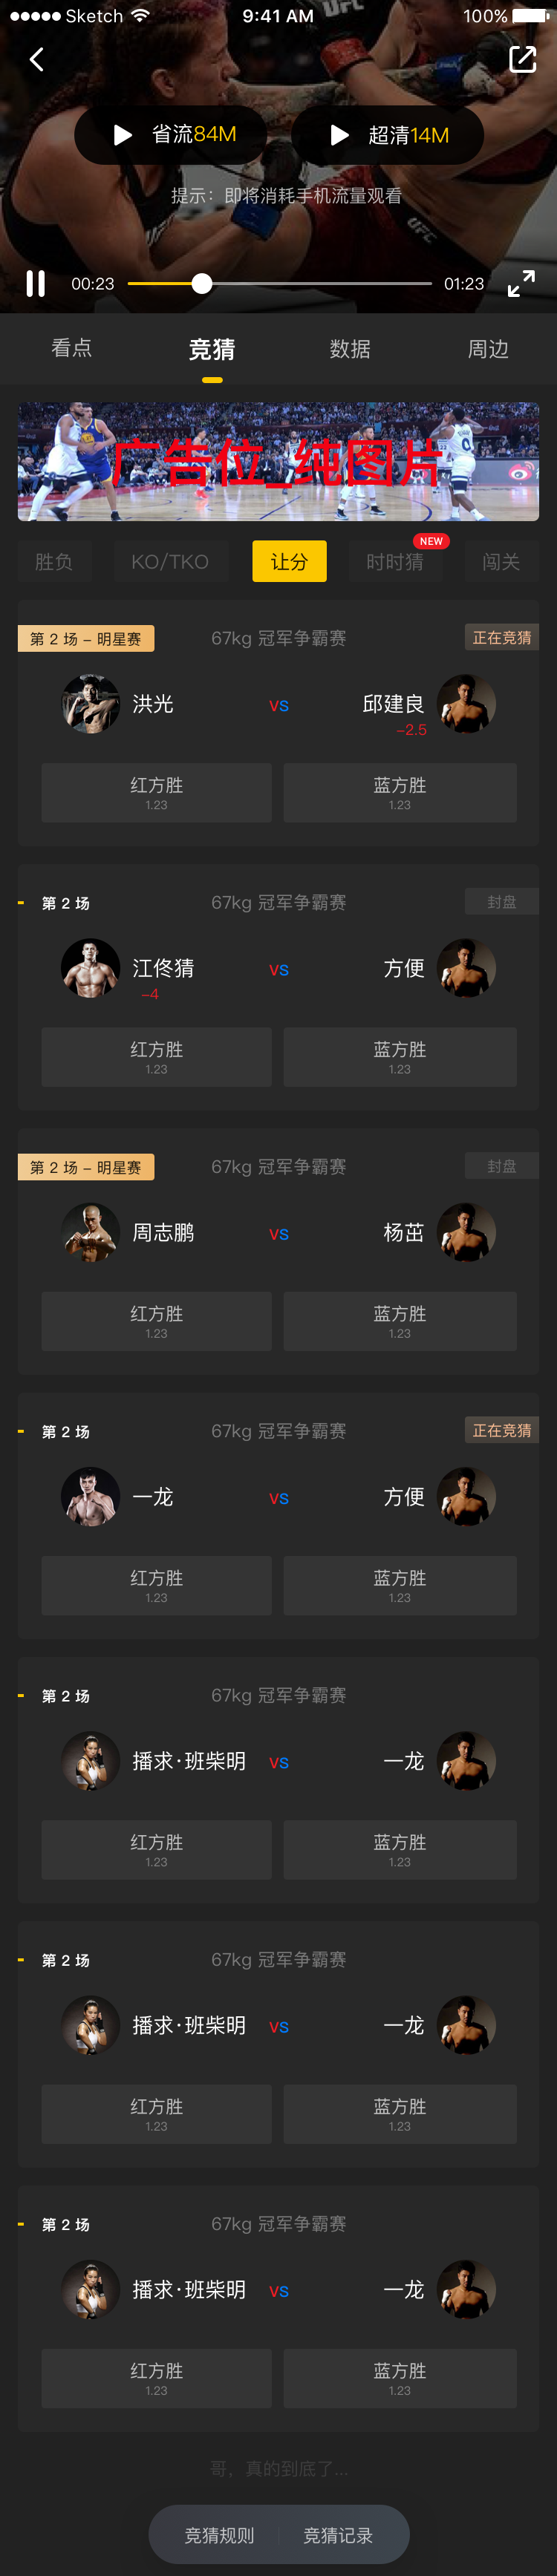 Sketch 9:41 AM 100%
UFC
省流84M 超清14M
提示：即将消耗手机流量观看
UFC
00:23 01:23
看点 竞猜 数据 周边
广告位_纯图片
NEW
胜负 KO/TKO 让分 时时猜 闯关
第 2 场 – 明星赛 67kg 冠军争霸赛 正在竞猜
洪光 vs 邱建良
-2.5
红方胜 蓝方胜
1.23 1.23
第 2 场 67kg 冠军争霸赛 封盘
江佟猜 vs 方便
-4
红方胜 蓝方胜
1.23 1.23
第 2 场 – 明星赛 67kg 冠军争霸赛 封盘
周志鹏 vs 杨茁
红方胜 蓝方胜
1.23 1.23
第 2 场 67kg 冠军争霸赛 正在竞猜
一龙 vs 方便
红方胜 蓝方胜
1.23 1.23
第 2 场 67kg 冠军争霸赛
播求·班柴明 vs 一龙
红方胜 蓝方胜
1.23 1.23
第 2 场 67kg 冠军争霸赛
播求·班柴明 vs 一龙
红方胜 蓝方胜
1.23 1.23
第 2 场 67kg 冠军争霸赛
播求·班柴明 vs 一龙
红方胜 蓝方胜
1.23 1.23
哥，真的到底了...
竞猜规则 竞猜记录